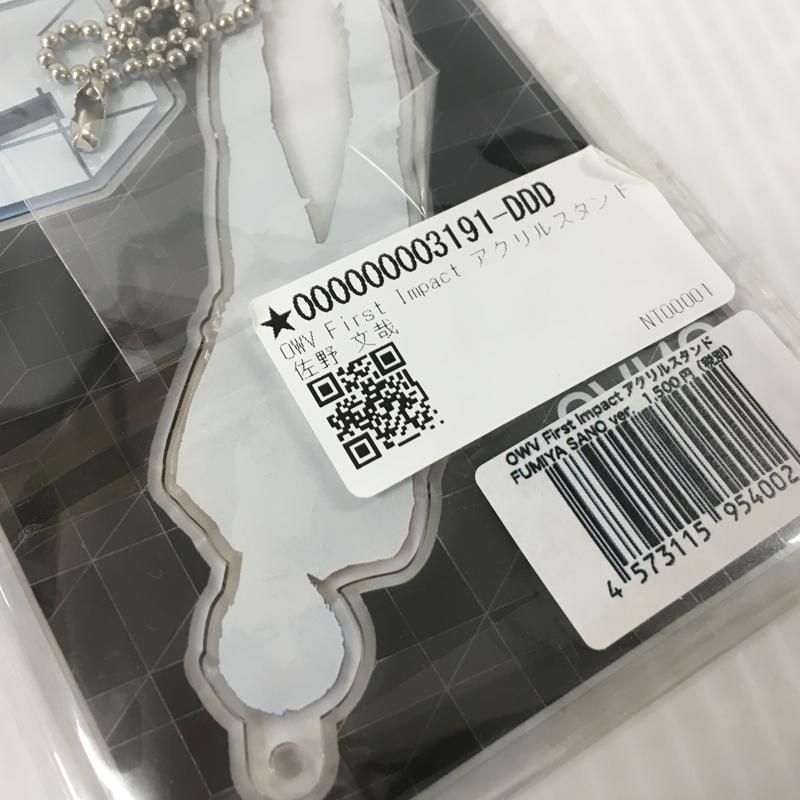 ★000000003191-DDD
OWV First Impact アクリルスタンド
佐野 文哉
NT00001
OWV First Impact アクリルスタンド
FUMIYA SANO ver. 1,500円(税別)
4 573115 954002